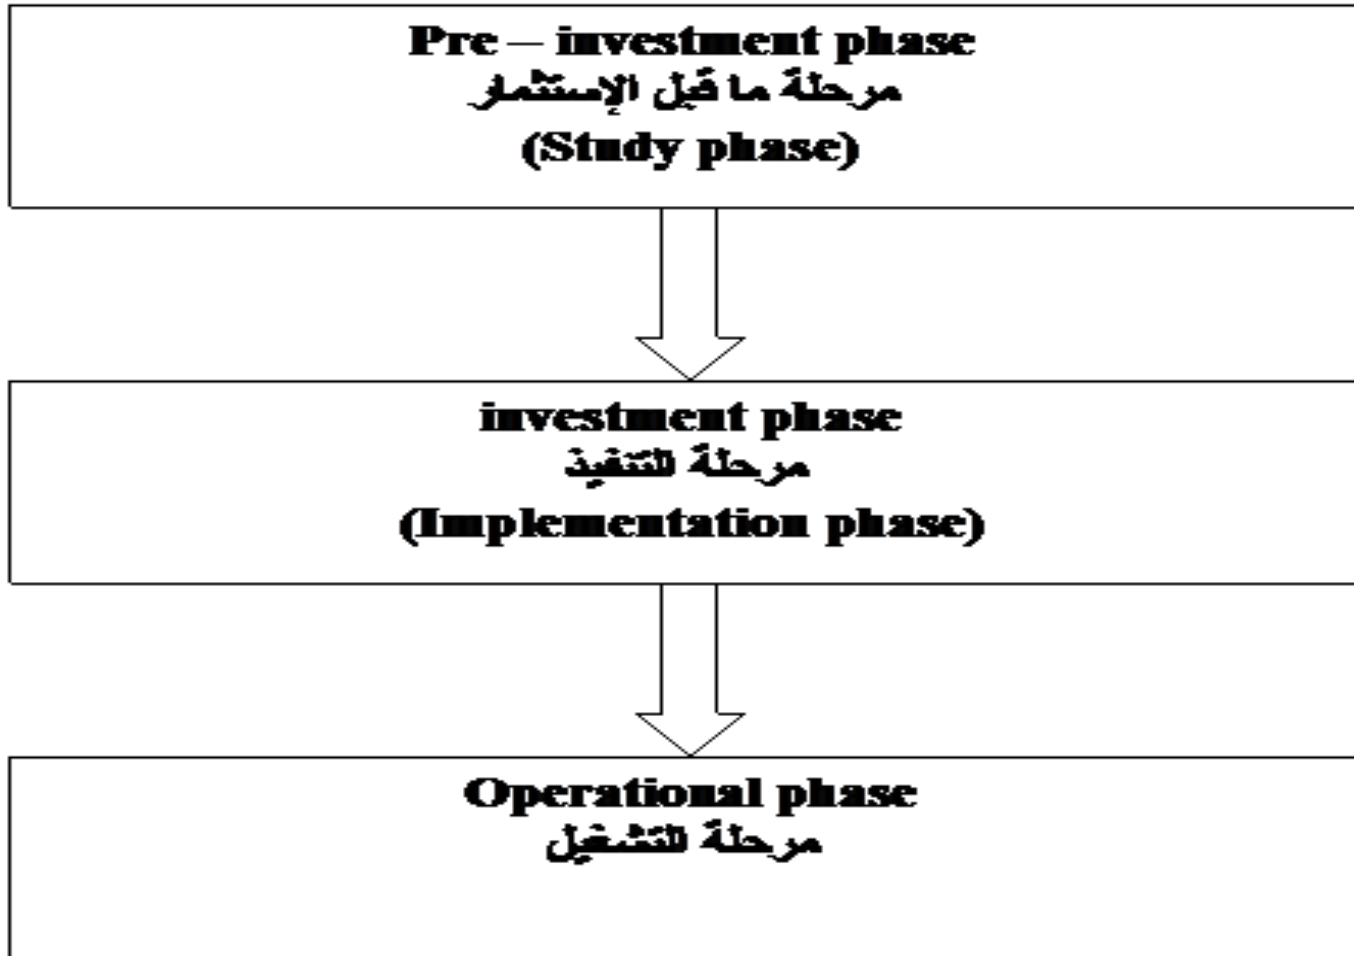 Pre – investment phase
مرحلة ما قبل الإستثمار
(Study phase)
investment phase
مرحلة التنفيذ
(Implementation phase)
Operational phase
مرحلة التشغيل